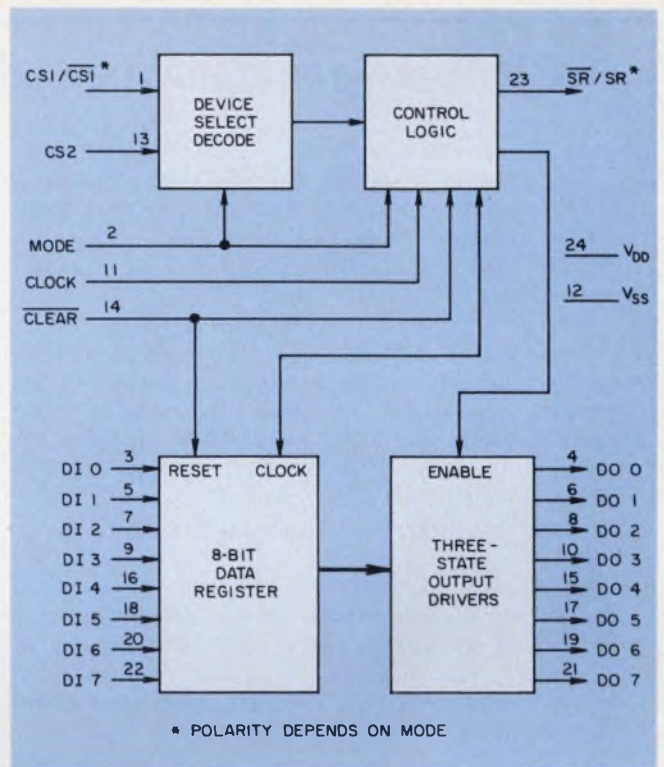 CS1/CS1* 1
CS2 13
MODE 2
CLOCK 11
CLEAR 14
DEVICE
SELECT
DECODE
CONTROL
LOGIC
23 SR/SR*
24 VDD
12 VSS
DI 0 3
DI 1 5
DI 2 7
DI 3 9
DI 4 16
DI 5 18
DI 6 20
DI 7 22
RESET CLOCK
8-BIT
DATA
REGISTER
ENABLE
THREE-
STATE
OUTPUT
DRIVERS
4 DO 0
6 DO 1
8 DO 2
10 DO 3
15 DO 4
17 DO 5
19 DO 6
21 DO 7
* POLARITY DEPENDS ON MODE